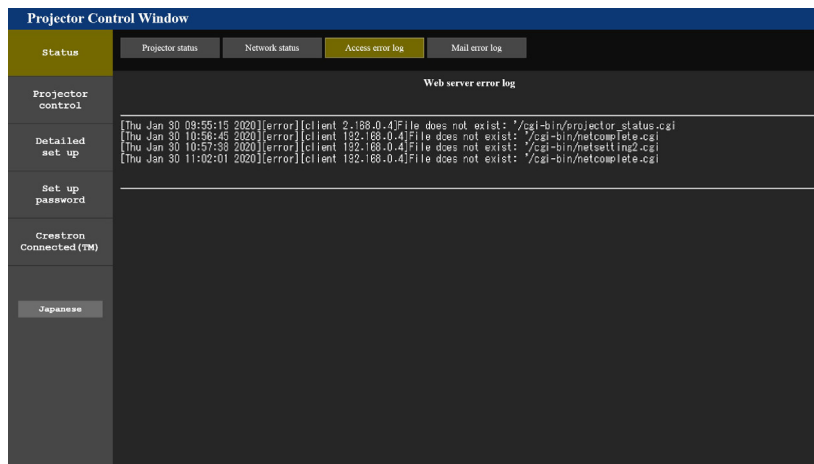 Projector Control Window
Status
Projector status
Network status
Access error log
Mail error log
Projector
control
Detailed
set up
Set up
password
Crestron
Connected(TM)
Japanese
Web server error log
[Thu Jan 30 09:55:15 2020][error][client 2.168.0.4]File does not exist: '/cgi-bin/projector_status.cgi
[Thu Jan 30 10:56:45 2020][error][client 192.168.0.4]File does not exist: '/cgi-bin/netcomplete.cgi
[Thu Jan 30 10:57:38 2020][error][client 192.168.0.4]File does not exist: '/cgi-bin/netsetting2.cgi
[Thu Jan 30 11:02:01 2020][error][client 192.168.0.4]File does not exist: '/cgi-bin/netcomplete.cgi